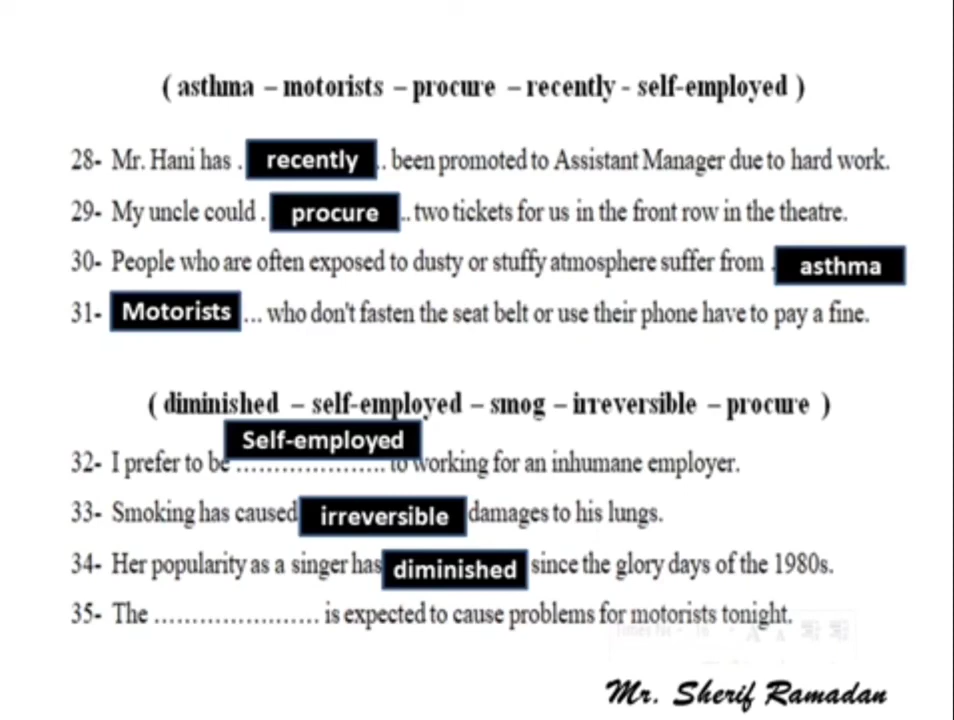 ( asthma – motorists – procure – recently - self-employed )
28- Mr. Hani has . recently .. been promoted to Assistant Manager due to hard work.
29- My uncle could . procure .. two tickets for us in the front row in the theatre.
30- People who are often exposed to dusty or stuffy atmosphere suffer from . asthma
31- Motorists ... who don't fasten the seat belt or use their phone have to pay a fine.
( diminished – self-employed – smog – irreversible – procure )
Self-employed
32- I prefer to be ...................... to working for an inhumane employer.
33- Smoking has caused irreversible damages to his lungs.
34- Her popularity as a singer has diminished since the glory days of the 1980s.
35- The ...................... is expected to cause problems for motorists tonight.
Mr. Sherif Ramadan